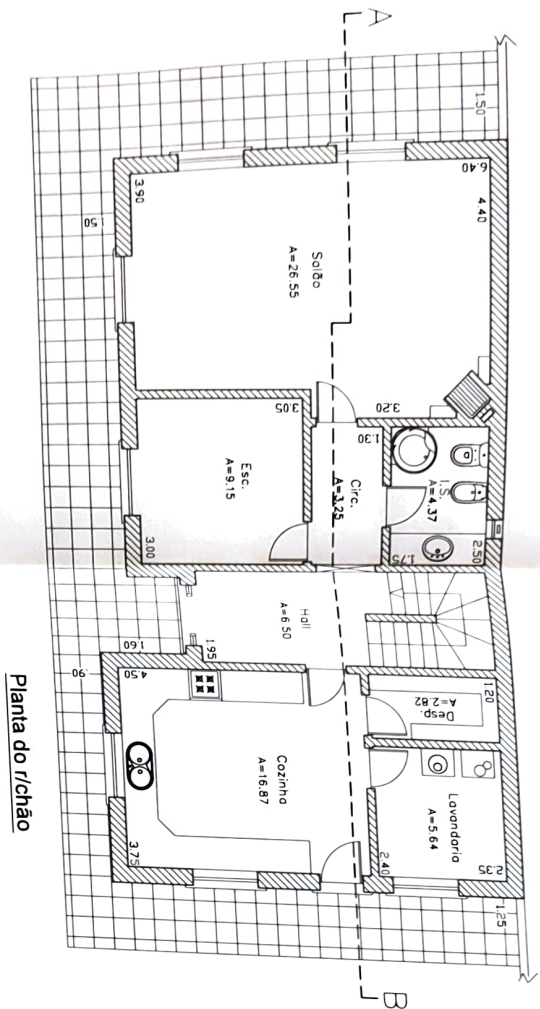 A
1.50
6.40
4.40
3.90
1.50
Salão
A=26.55
3.20
3.05
1.30
I.S.
A=4.37
Circ.
A=3.25
Esc.
A=9.15
2.50
1.75
3.00
Hall
A=6.50
1.95
1.60
.90
4.50
1.20
Desp.
A=2.82
Cozinha
A=16.87
Lavandaria
A=5.64
3.75
2.40
2.35
1.25
B
Planta do r/chão